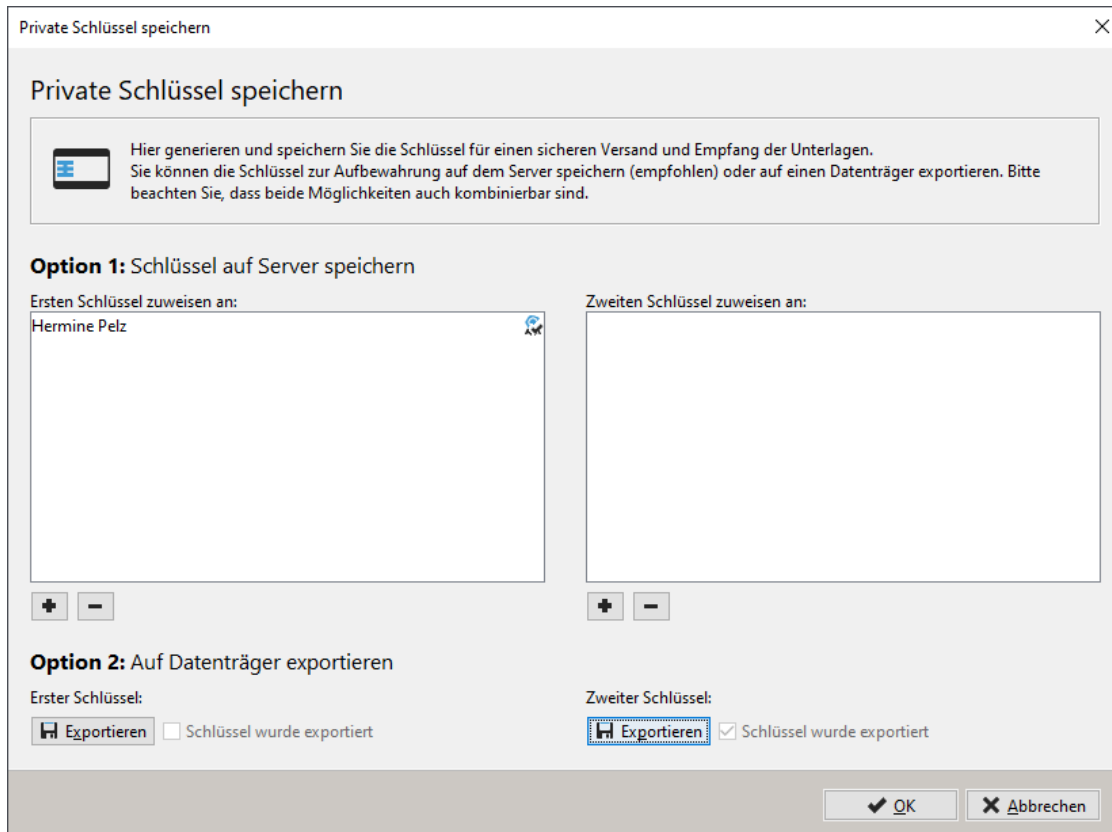 Private Schlüssel speichern
Private Schlüssel speichern
Hier generieren und speichern Sie die Schlüssel für einen sicheren Versand und Empfang der Unterlagen.
Sie können die Schlüssel zur Aufbewahrung auf dem Server speichern (empfohlen) oder auf einen Datenträger exportieren. Bitte
beachten Sie, dass beide Möglichkeiten auch kombinierbar sind.
Option 1: Schlüssel auf Server speichern
Ersten Schlüssel zuweisen an:
Hermine Pelz
Zweiten Schlüssel zuweisen an:
Option 2: Auf Datenträger exportieren
Erster Schlüssel:
Exportieren Schlüssel wurde exportiert
Zweiter Schlüssel:
Exportieren Schlüssel wurde exportiert
OK Abbrechen